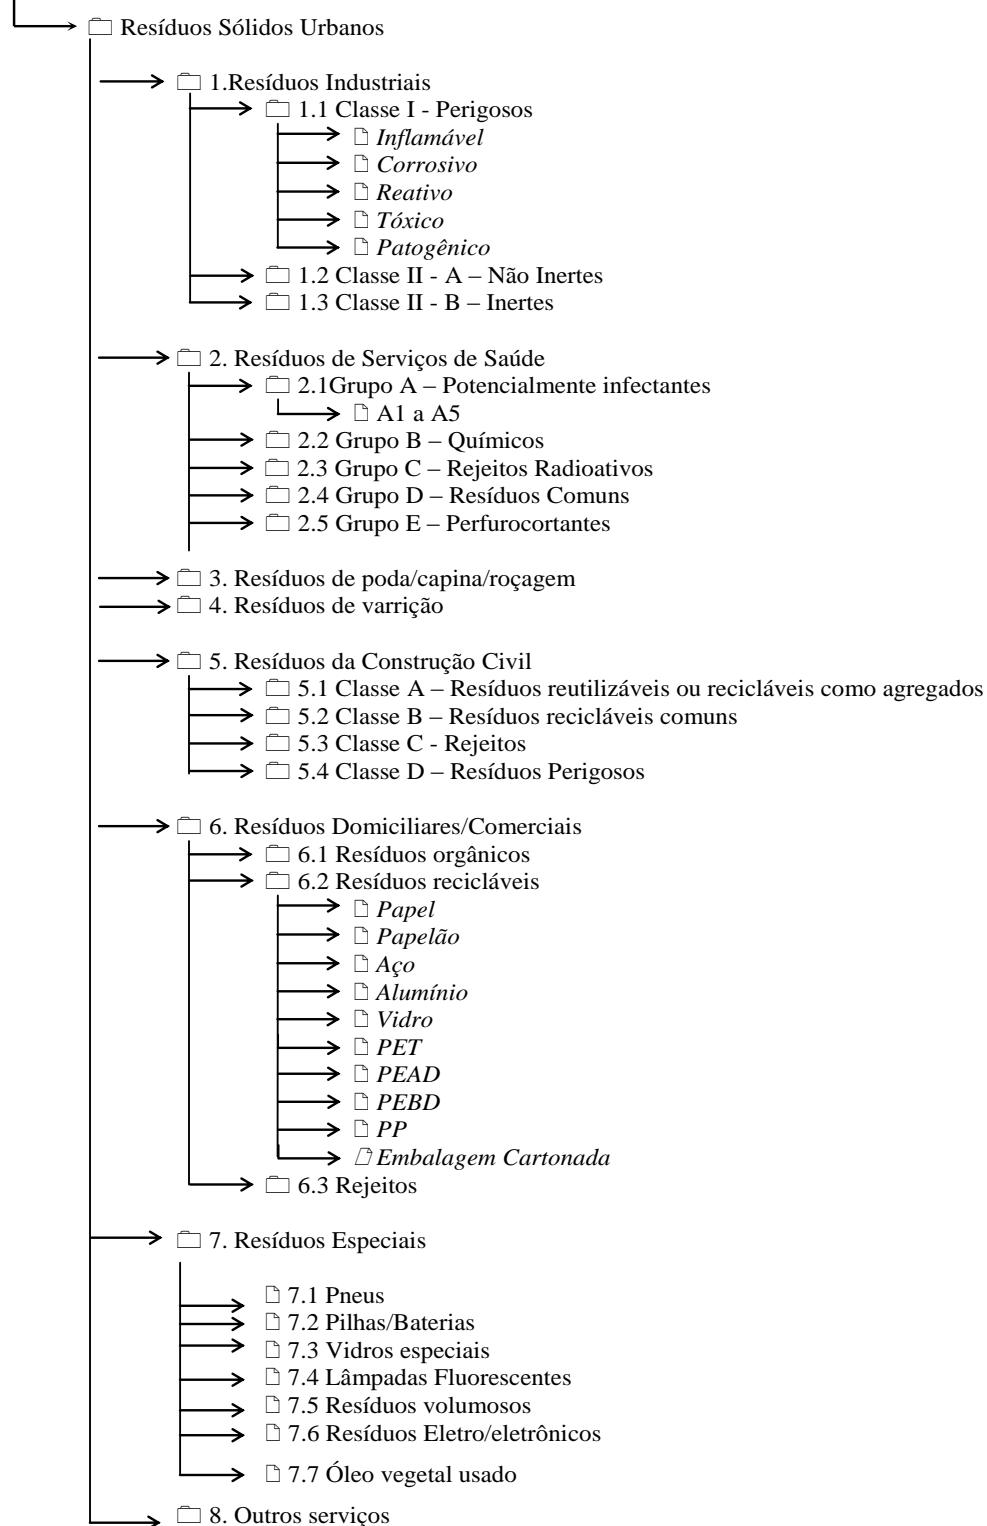 Resíduos Sólidos Urbanos
1.Resíduos Industriais
1.1 Classe I - Perigosos
Inflamável
Corrosivo
Reativo
Tóxico
Patogênico
1.2 Classe II - A – Não Inertes
1.3 Classe II - B – Inertes
2. Resíduos de Serviços de Saúde
2.1Grupo A – Potencialmente infectantes
A1 a A5
2.2 Grupo B – Químicos
2.3 Grupo C – Rejeitos Radioativos
2.4 Grupo D – Resíduos Comuns
2.5 Grupo E – Perfurocortantes
3. Resíduos de poda/capina/roçagem
4. Resíduos de varrição
5. Resíduos da Construção Civil
5.1 Classe A – Resíduos reutilizáveis ou recicláveis como agregados
5.2 Classe B – Resíduos recicláveis comuns
5.3 Classe C - Rejeitos
5.4 Classe D – Resíduos Perigosos
6. Resíduos Domiciliares/Comerciais
6.1 Resíduos orgânicos
6.2 Resíduos recicláveis
Papel
Papelão
Aço
Alumínio
Vidro
PET
PEAD
PEBD
PP
Embalagem Cartonada
6.3 Rejeitos
7. Resíduos Especiais
7.1 Pneus
7.2 Pilhas/Baterias
7.3 Vidros especiais
7.4 Lâmpadas Fluorescentes
7.5 Resíduos volumosos
7.6 Resíduos Eletro/eletrônicos
7.7 Óleo vegetal usado
8. Outros serviços